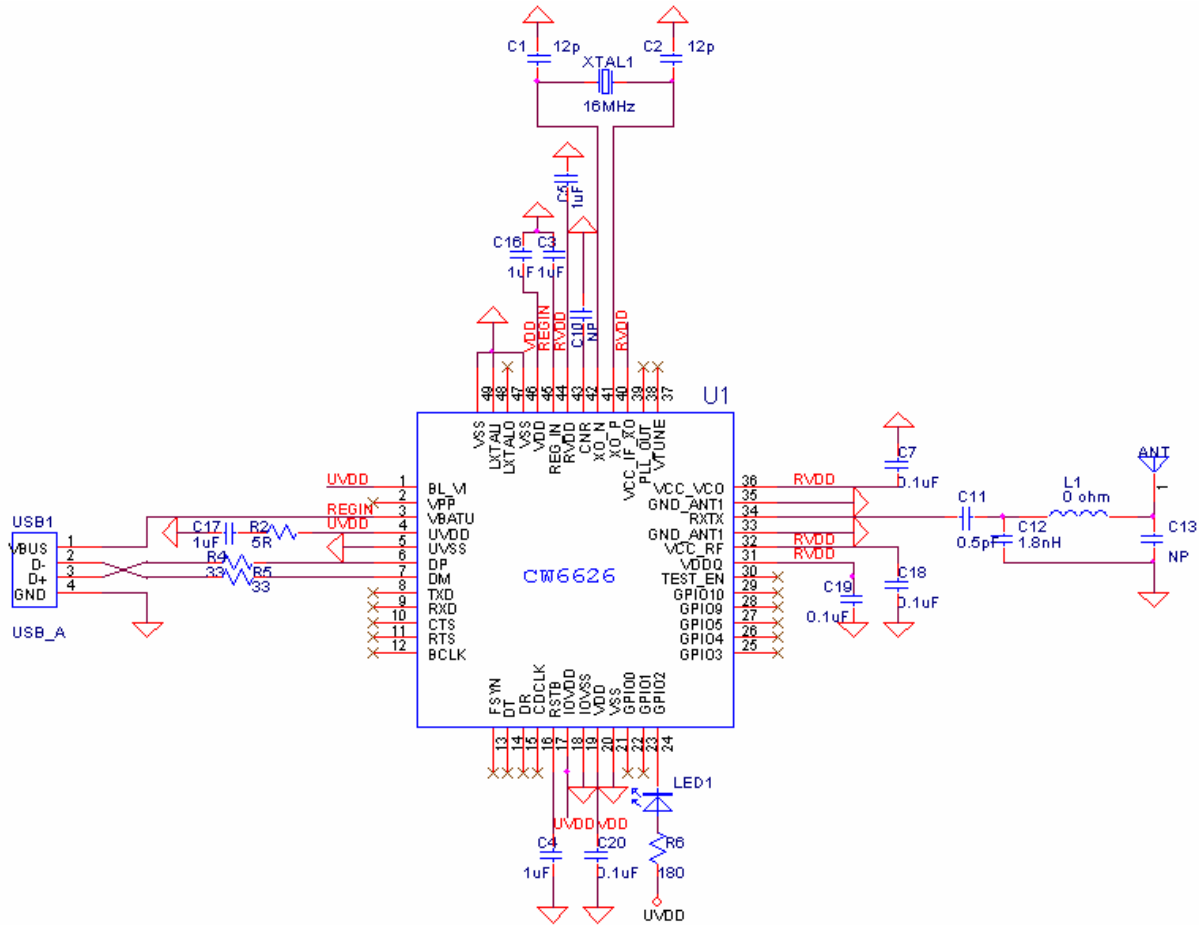 C1 12p
C2 12p
XTAL1
16MHz
C5
1uF
C16
C3
1uF
1uF
C10
NP
VDD
REGIN
RVDD
RVDD
U1
49 48 47 46 45 44 43 42 41 40 39 38 37
VSS
LXTALI
LXTALO
VSS
VDD
REG_IN
RVDD
CNR
XO_N
XO_P
VCC_IF_XO
PLL_OUT
VTUNE
UVDD
REGIN
UVDD
1 BL_VI
2 VPP
3 VBATU
4 UVDD
5 UVSS
6 DP
7 DM
8 TXD
9 RXD
10 CTS
11 RTS
12 BCLK
USB1
VBUS 1
D- 2
D+ 3
GND 4
USB_A
C17
1uF
R2
5R
R4
33
R5
33
CW6626
VCC_VCO 36
GND_ANT1 35
RXTX 34
GND_ANT1 33
VCC_RF 32
VDDQ 31
TEST_EN 30
GPIO10 29
GPIO9 28
GPIO5 27
GPIO4 26
GPIO3 25
RVDD
RVDD
RVDD
C7
0.1uF
C11
0.5pF
C12
1.8nH
L1
0 ohm
ANT
1
C13
NP
C19
0.1uF
C18
0.1uF
FSYN
DT
DR
CDCLK
RSTB
IOVDD
IOVSS
VDD
VSS
GPIO0
GPIO1
GPIO2
13 14 15 16 17 18 19 20 21 22 23 24
LED1
UVDD
VDD
C4
1uF
C20
0.1uF
R6
180
UVDD